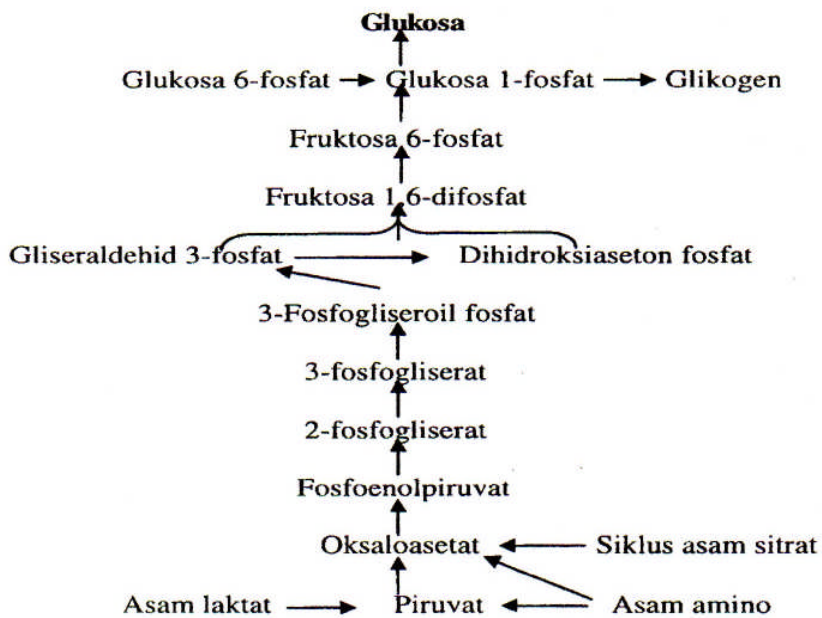 Glukosa
Glukosa 6-fosfat Glukosa 1-fosfat Glikogen
Fruktosa 6-fosfat
Fruktosa 1,6-difosfat
Gliseraldehid 3-fosfat Dihidroksiaseton fosfat
3-Fosfogliseroil fosfat
3-fosfogliserat
2-fosfogliserat
Fosfoenolpiruvat
Oksaloasetat Siklus asam sitrat
Asam laktat Piruvat Asam amino